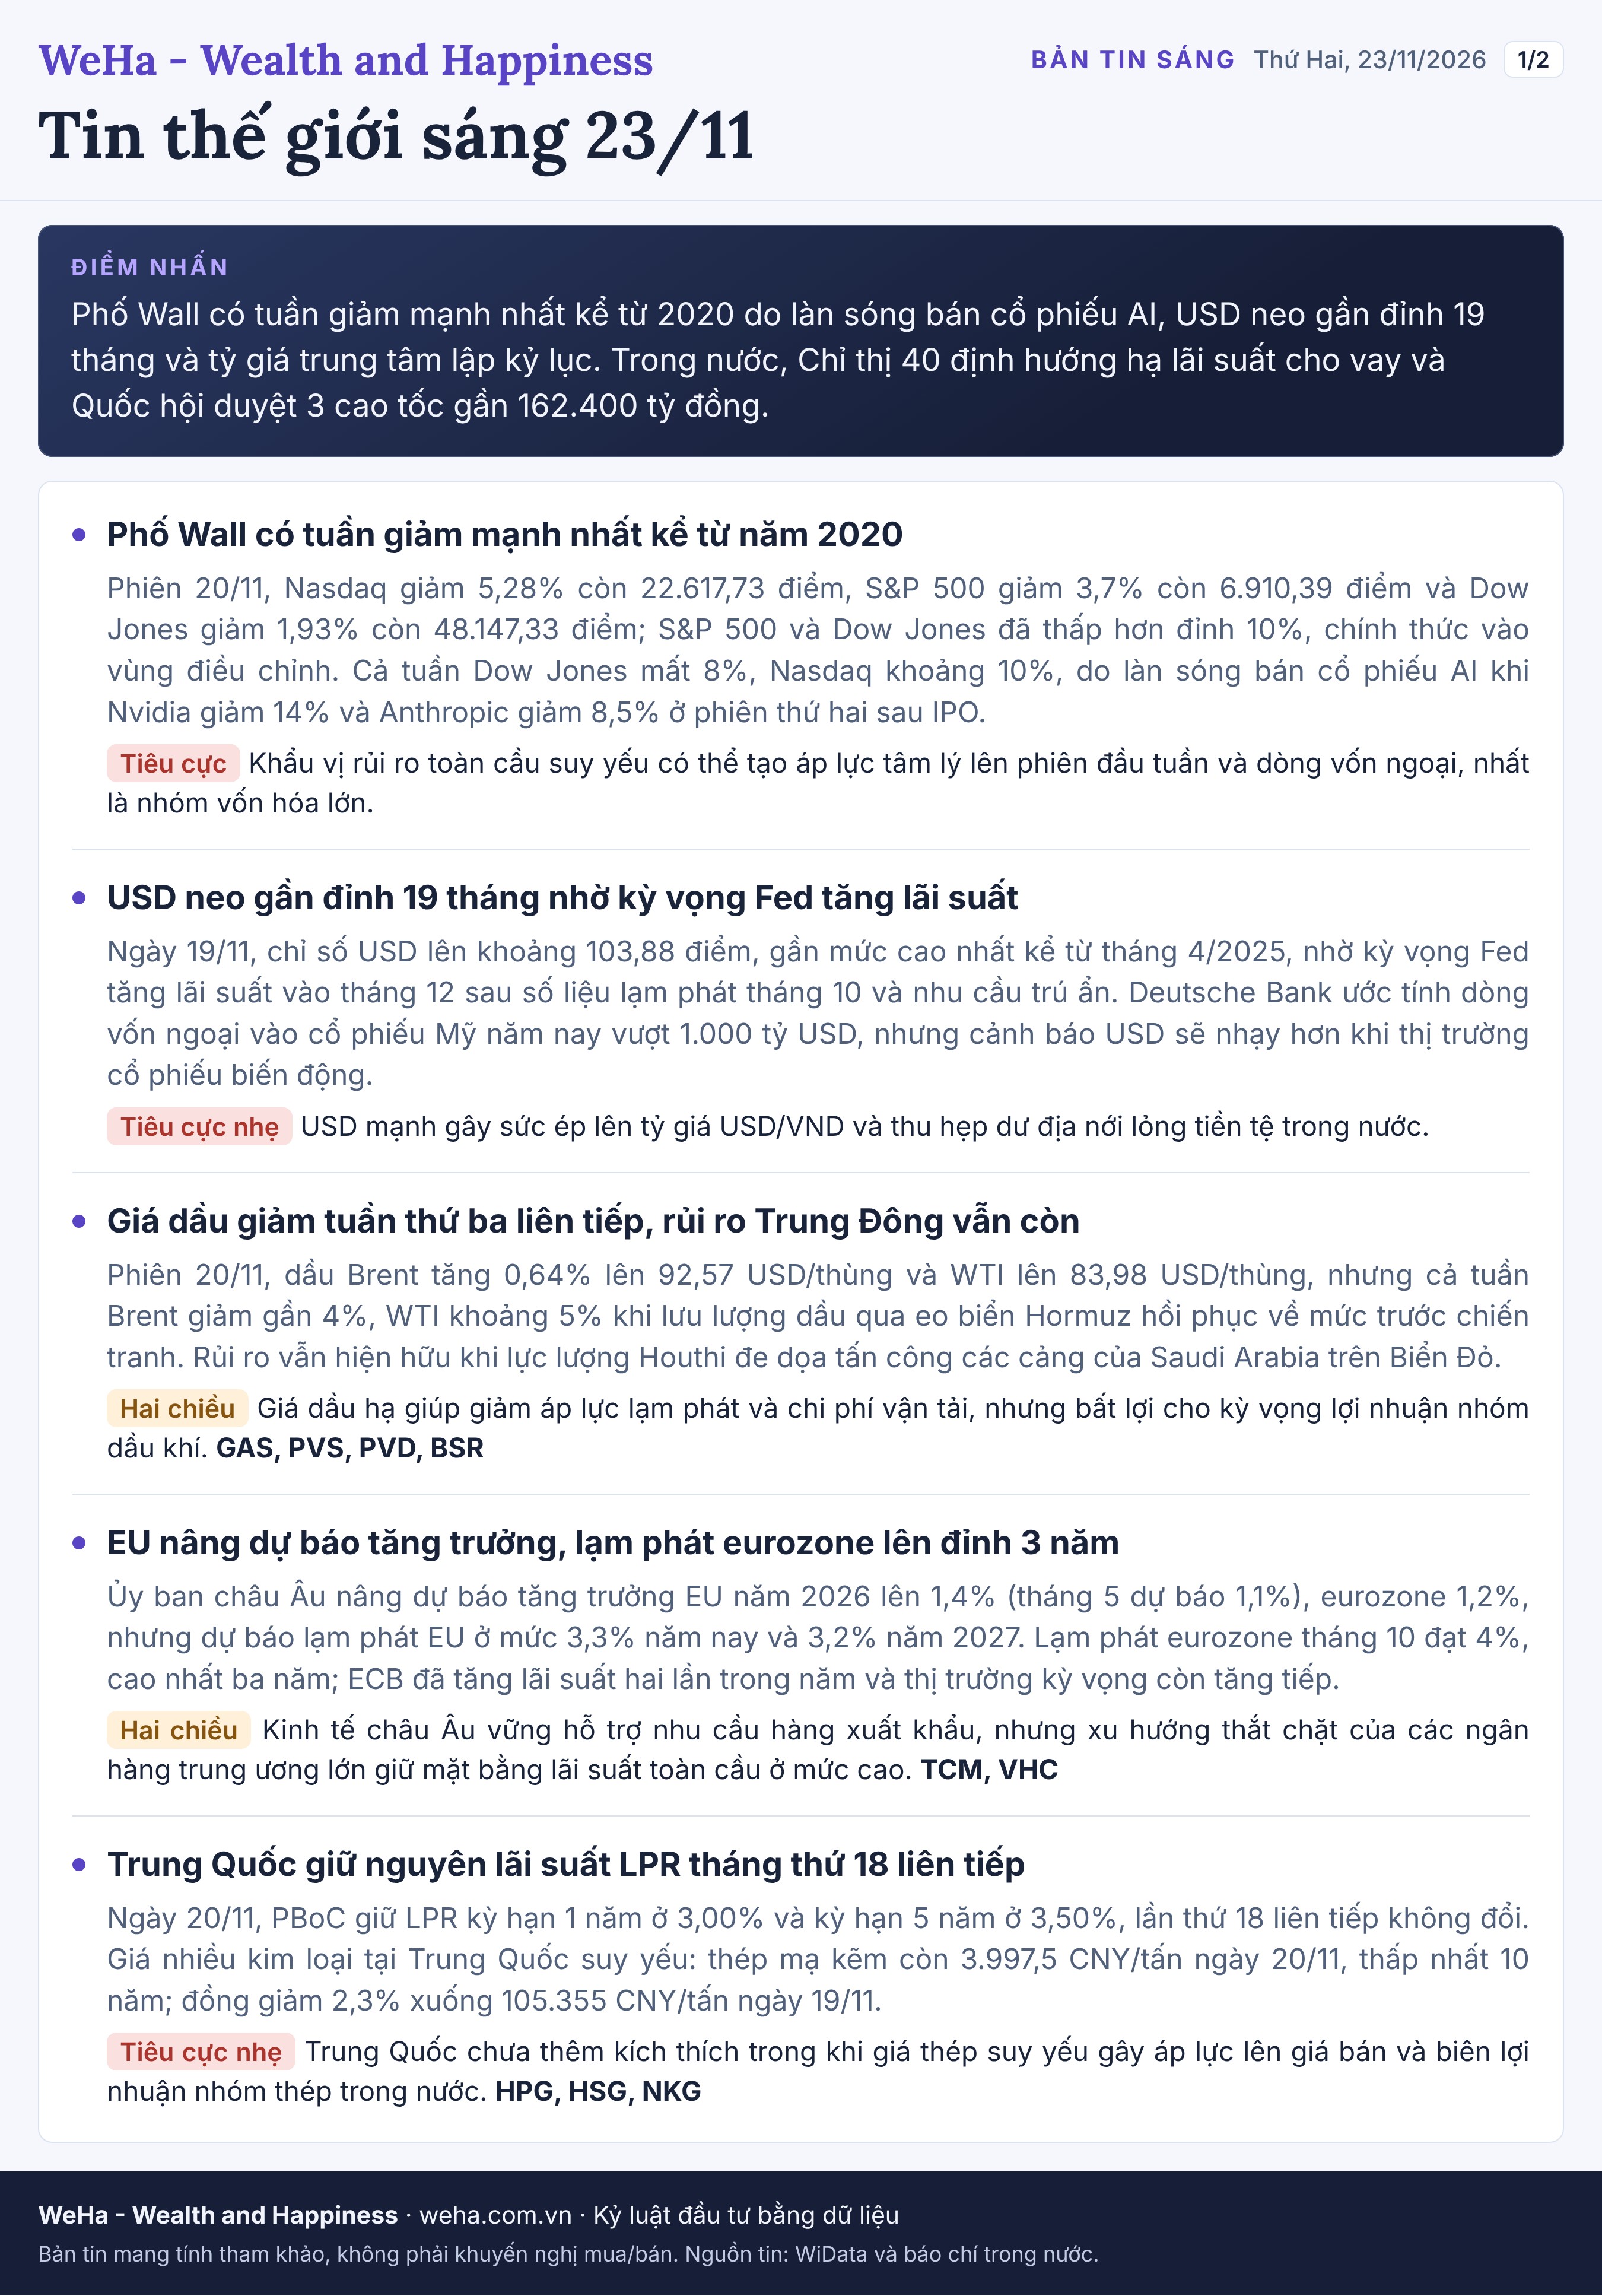 WeHa - Wealth and Happiness
BẢN TIN SÁNG Thứ Hai, 23/11/2026 1/2
Tin thế giới sáng 23/11
ĐIỂM NHẤN
Phố Wall có tuần giảm mạnh nhất kể từ 2020 do làn sóng bán cổ phiếu AI, USD neo gần đỉnh 19
tháng và tỷ giá trung tâm lập kỷ lục. Trong nước, Chỉ thị 40 định hướng hạ lãi suất cho vay và
Quốc hội duyệt 3 cao tốc gần 162.400 tỷ đồng.
• Phố Wall có tuần giảm mạnh nhất kể từ năm 2020
Phiên 20/11, Nasdaq giảm 5,28% còn 22.617,73 điểm, S&P 500 giảm 3,7% còn 6.910,39 điểm và Dow
Jones giảm 1,93% còn 48.147,33 điểm; S&P 500 và Dow Jones đã thấp hơn đỉnh 10%, chính thức vào
vùng điều chỉnh. Cả tuần Dow Jones mất 8%, Nasdaq khoảng 10%, do làn sóng bán cổ phiếu AI khi
Nvidia giảm 14% và Anthropic giảm 8,5% ở phiên thứ hai sau IPO.
Tiêu cực Khẩu vị rủi ro toàn cầu suy yếu có thể tạo áp lực tâm lý lên phiên đầu tuần và dòng vốn ngoại, nhất
là nhóm vốn hóa lớn.
• USD neo gần đỉnh 19 tháng nhờ kỳ vọng Fed tăng lãi suất
Ngày 19/11, chỉ số USD lên khoảng 103,88 điểm, gần mức cao nhất kể từ tháng 4/2025, nhờ kỳ vọng Fed
tăng lãi suất vào tháng 12 sau số liệu lạm phát tháng 10 và nhu cầu trú ẩn. Deutsche Bank ước tính dòng
vốn ngoại vào cổ phiếu Mỹ năm nay vượt 1.000 tỷ USD, nhưng cảnh báo USD sẽ nhạy hơn khi thị trường
cổ phiếu biến động.
Tiêu cực nhẹ USD mạnh gây sức ép lên tỷ giá USD/VND và thu hẹp dư địa nới lỏng tiền tệ trong nước.
• Giá dầu giảm tuần thứ ba liên tiếp, rủi ro Trung Đông vẫn còn
Phiên 20/11, dầu Brent tăng 0,64% lên 92,57 USD/thùng và WTI lên 83,98 USD/thùng, nhưng cả tuần
Brent giảm gần 4%, WTI khoảng 5% khi lưu lượng dầu qua eo biển Hormuz hồi phục về mức trước chiến
tranh. Rủi ro vẫn hiện hữu khi lực lượng Houthi đe dọa tấn công các cảng của Saudi Arabia trên Biển Đỏ.
Hai chiều Giá dầu hạ giúp giảm áp lực lạm phát và chi phí vận tải, nhưng bất lợi cho kỳ vọng lợi nhuận nhóm
dầu khí. GAS, PVS, PVD, BSR
• EU nâng dự báo tăng trưởng, lạm phát eurozone lên đỉnh 3 năm
Ủy ban châu Âu nâng dự báo tăng trưởng EU năm 2026 lên 1,4% (tháng 5 dự báo 1,1%), eurozone 1,2%,
nhưng dự báo lạm phát EU ở mức 3,3% năm nay và 3,2% năm 2027. Lạm phát eurozone tháng 10 đạt 4%,
cao nhất ba năm; ECB đã tăng lãi suất hai lần trong năm và thị trường kỳ vọng còn tăng tiếp.
Hai chiều Kinh tế châu Âu vững hỗ trợ nhu cầu hàng xuất khẩu, nhưng xu hướng thắt chặt của các ngân
hàng trung ương lớn giữ mặt bằng lãi suất toàn cầu ở mức cao. TCM, VHC
• Trung Quốc giữ nguyên lãi suất LPR tháng thứ 18 liên tiếp
Ngày 20/11, PBoC giữ LPR kỳ hạn 1 năm ở 3,00% và kỳ hạn 5 năm ở 3,50%, lần thứ 18 liên tiếp không đổi.
Giá nhiều kim loại tại Trung Quốc suy yếu: thép mạ kẽm còn 3.997,5 CNY/tấn ngày 20/11, thấp nhất 10
năm; đồng giảm 2,3% xuống 105.355 CNY/tấn ngày 19/11.
Tiêu cực nhẹ Trung Quốc chưa thêm kích thích trong khi giá thép suy yếu gây áp lực lên giá bán và biên lợi
nhuận nhóm thép trong nước. HPG, HSG, NKG
WeHa - Wealth and Happiness · weha.com.vn · Kỷ luật đầu tư bằng dữ liệu
Bản tin mang tính tham khảo, không phải khuyến nghị mua/bán. Nguồn tin: WiData và báo chí trong nước.